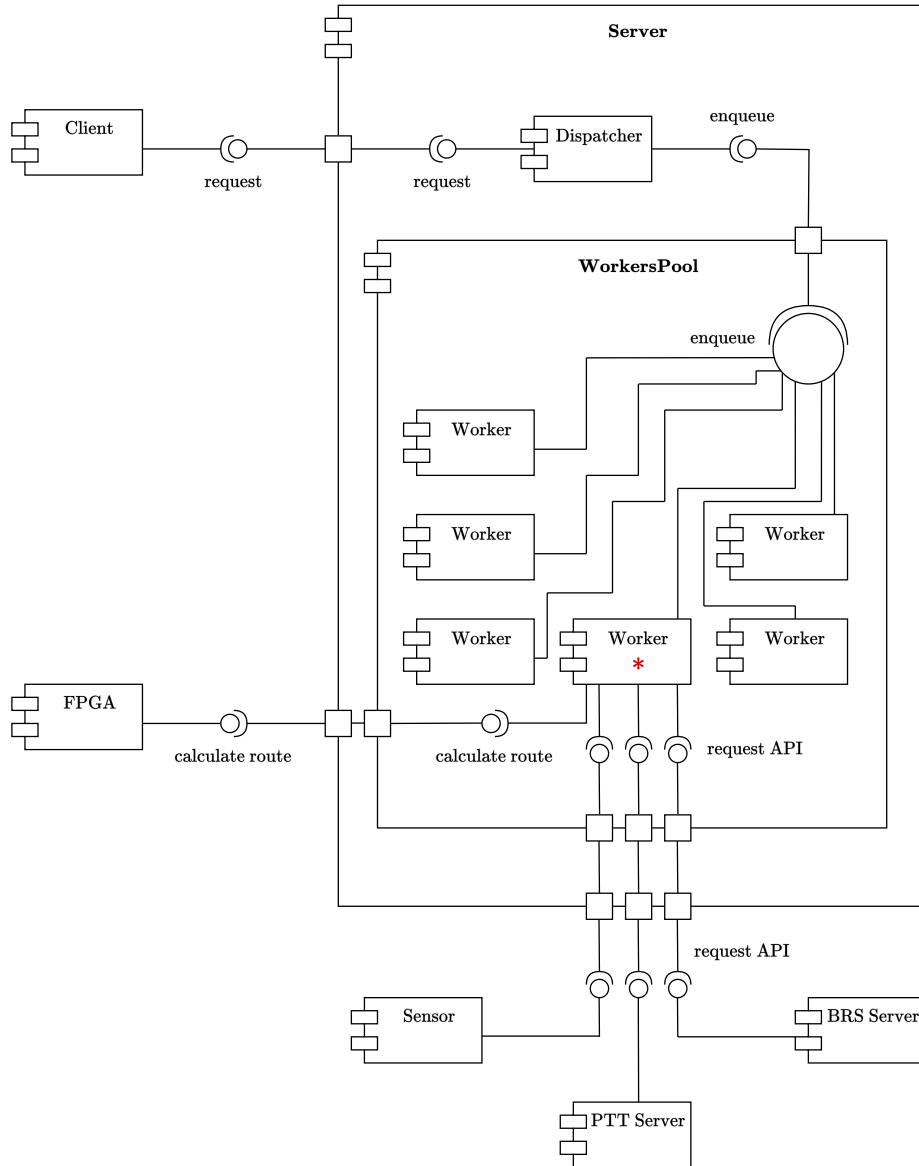 Server
Client
Dispatcher
enqueue
request
request
WorkersPool
enqueue
Worker
Worker
Worker
Worker
Worker
Worker
*
FPGA
calculate route
calculate route
request API
request API
Sensor
BRS Server
PTT Server